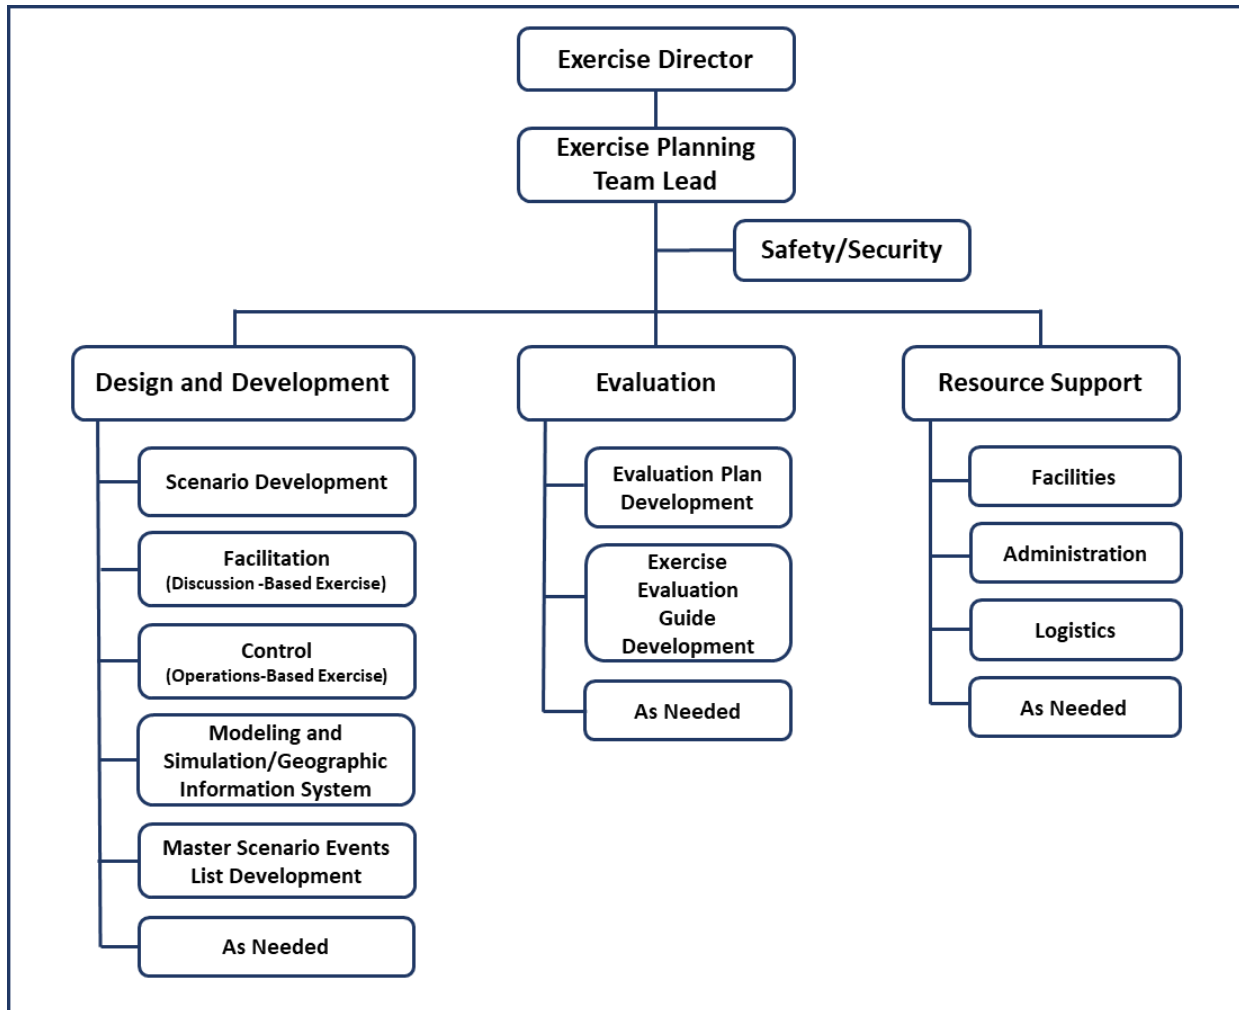 Exercise Director
Exercise Planning
Team Lead
Safety/Security
Design and Development
Scenario Development
Facilitation
(Discussion -Based Exercise)
Control
(Operations-Based Exercise)
Modeling and
Simulation/Geographic
Information System
Master Scenario Events
List Development
As Needed
Evaluation
Evaluation Plan
Development
Exercise
Evaluation
Guide
Development
As Needed
Resource Support
Facilities
Administration
Logistics
As Needed